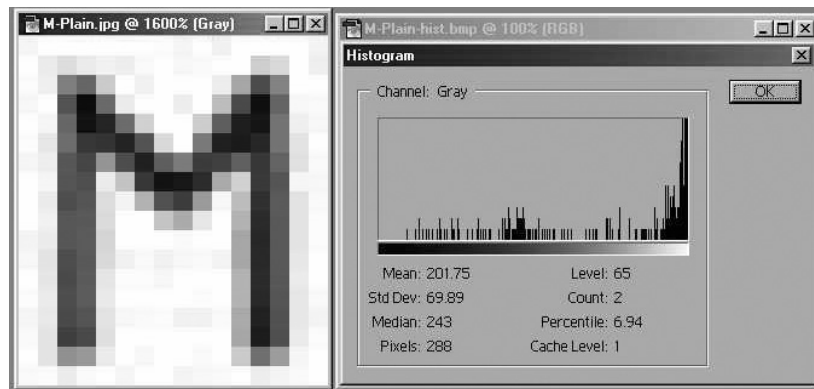 M-Plain.jpg @ 1600% (Gray)
M
M-Plain-hist.bmp @ 100% (RGB)
Histogram
Channel: Gray
OK
Mean: 201.75
Level: 65
Std Dev: 69.89
Count: 2
Median: 243
Percentile: 6.94
Pixels: 288
Cache Level: 1